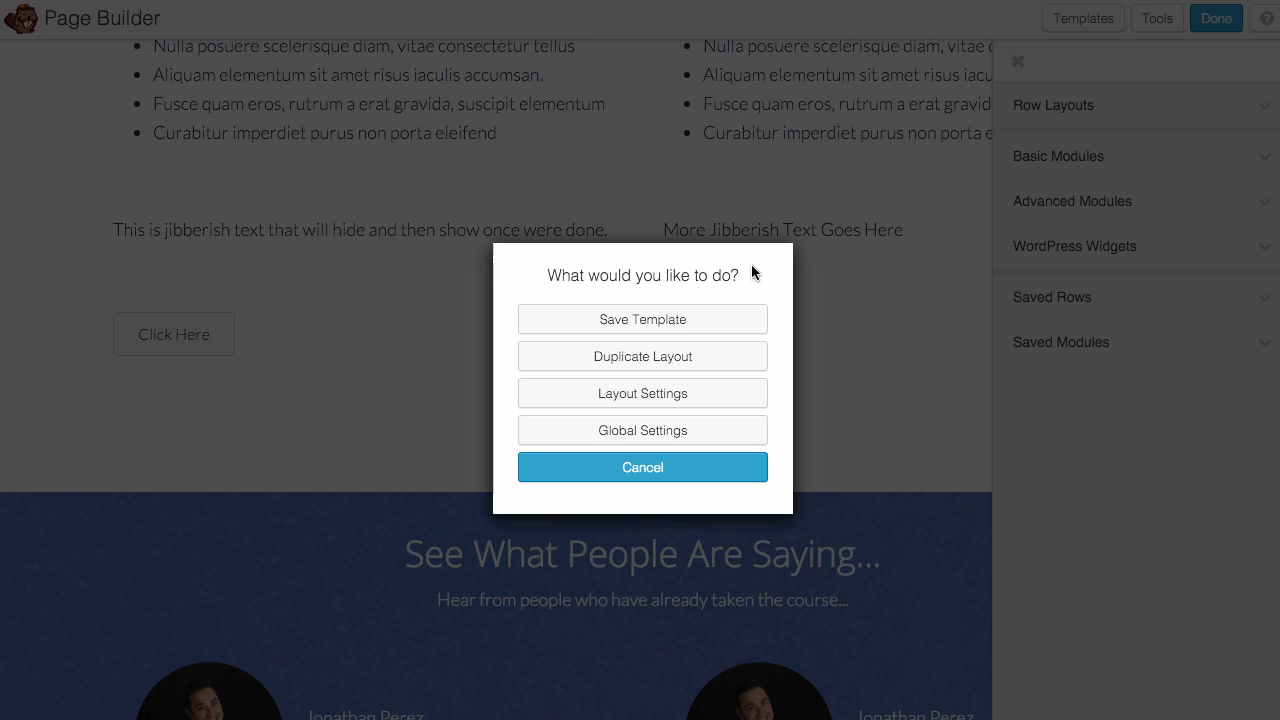 Page Builder
Templates
Tools
Done
Nulla posuere scelerisque diam, vitae consectetur tellus
Aliquam elementum sit amet risus iaculis accumsan.
Fusce quam eros, rutrum a erat gravida, suscipit elementum
Curabitur imperdiet purus non porta eleifend
Nulla posuere scelerisque diam, vitae c
Aliquam elementum sit amet risus iacu
Fusce quam eros, rutrum a erat gravid
Curabitur imperdiet purus non porta e
Row Layouts
Basic Modules
Advanced Modules
WordPress Widgets
Saved Rows
Saved Modules
This is jibberish text that will hide and then show once were done.
More Jibberish Text Goes Here
Click Here
What would you like to do?
Save Template
Duplicate Layout
Layout Settings
Global Settings
Cancel
See What People Are Saying...
Hear from people who have already taken the course...
Jonathan Perez
Jonathan Perez